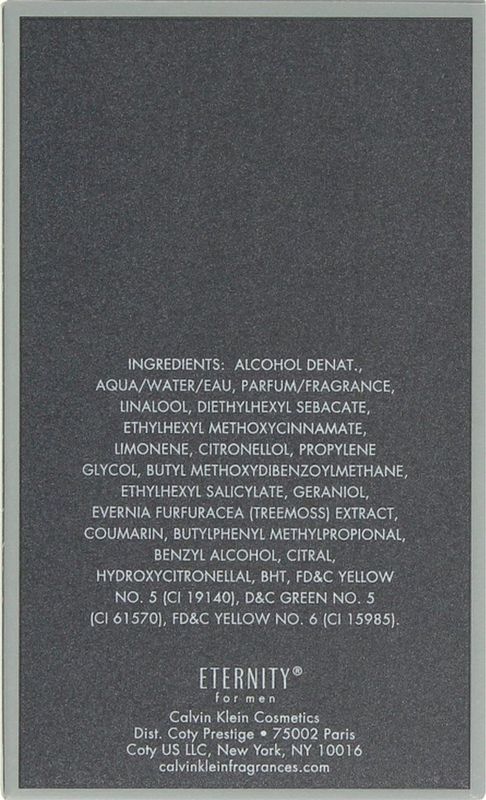 INGREDIENTS: ALCOHOL DENAT.,
AQUA/WATER/EAU, PARFUM/FRAGRANCE,
LINALOOL, DIETHYLHEXYL SEBACATE,
ETHYLHEXYL METHOXYCINNAMATE,
LIMONENE, CITRONELLOL, PROPYLENE
GLYCOL, BUTYL METHOXYDIBENZOYLMETHANE,
ETHYLHEXYL SALICYLATE, GERANIOL,
EVERNIA FURFURACEA (TREEMOSS) EXTRACT,
COUMARIN, BUTYLPHENYL METHYLPROPIONAL,
BENZYL ALCOHOL, CITRAL,
HYDROXYCITRONELLAL, BHT, FD&C YELLOW
NO. 5 (CI 19140), D&C GREEN NO. 5
(CI 61570), FD&C YELLOW NO. 6 (CI 15985).
ETERNITY®
for men
Calvin Klein Cosmetics
Dist. Coty Prestige • 75002 Paris
Coty US LLC, New York, NY 10016
calvinkleinfragrances.com